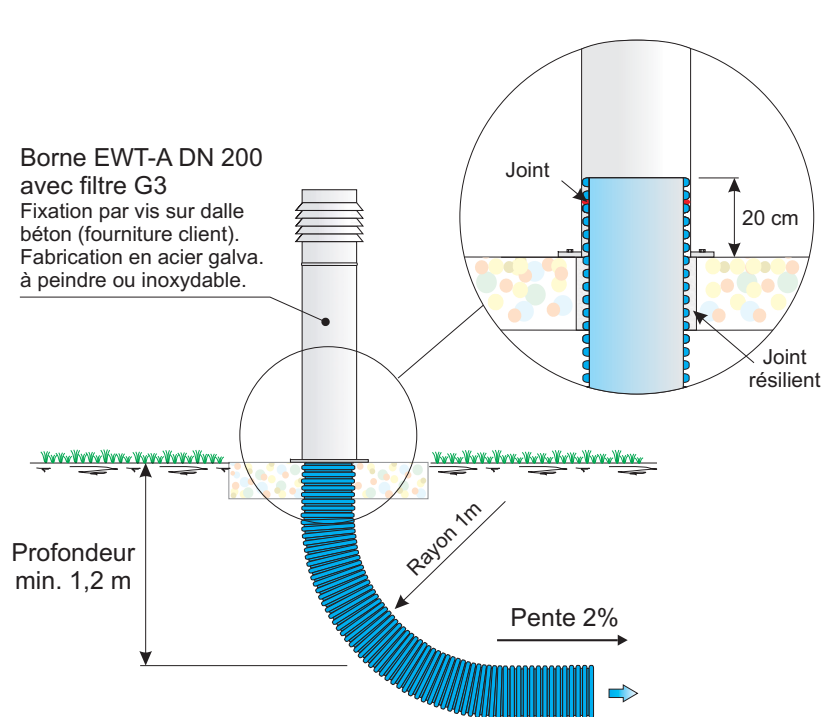 Borne EWT-A DN 200
avec filtre G3
Fixation par vis sur dalle
béton (fourniture client).
Fabrication en acier galva.
à peindre ou inoxydable.
Joint
20 cm
Joint
résilient
Profondeur
min. 1,2 m
Rayon 1m
Pente 2%